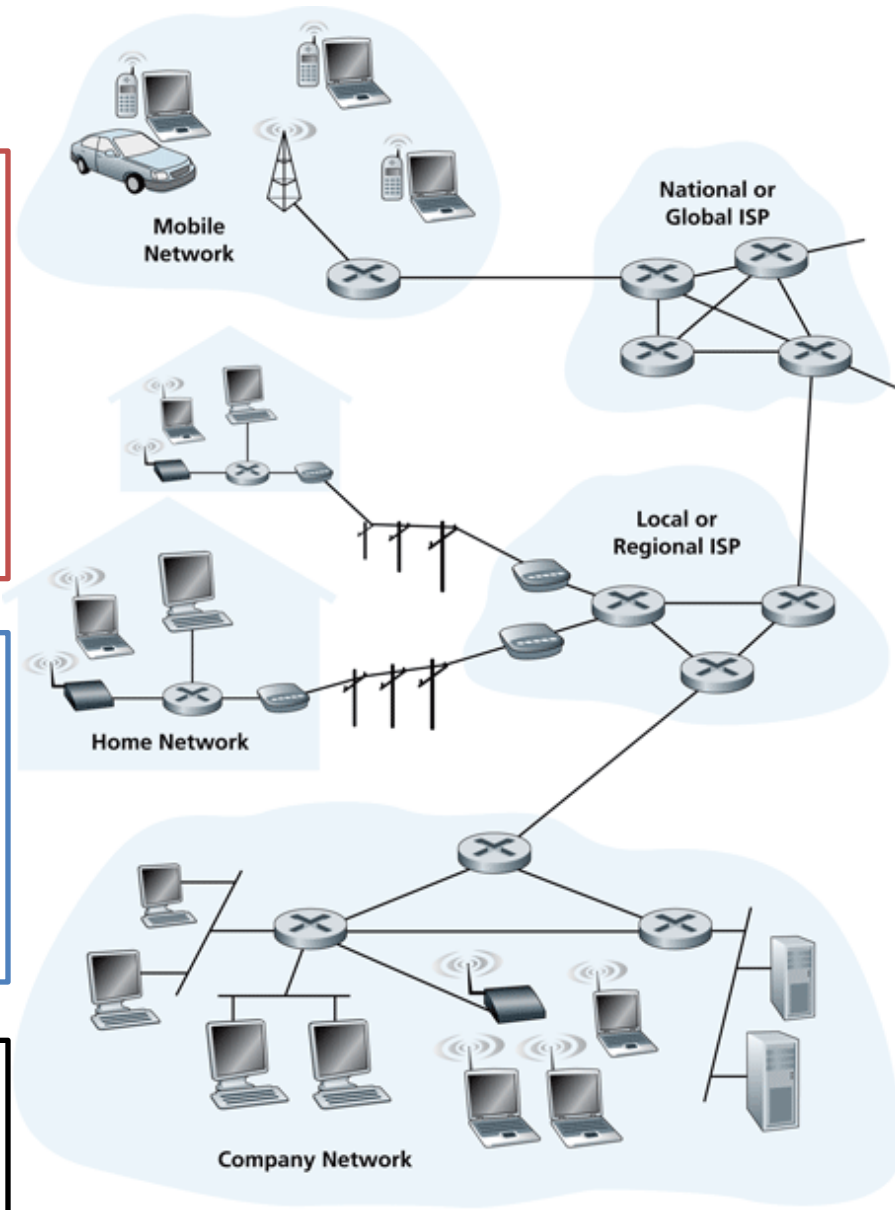 Mobile
Network
National or
Global ISP
Local or
Regional ISP
Home Network
Company Network